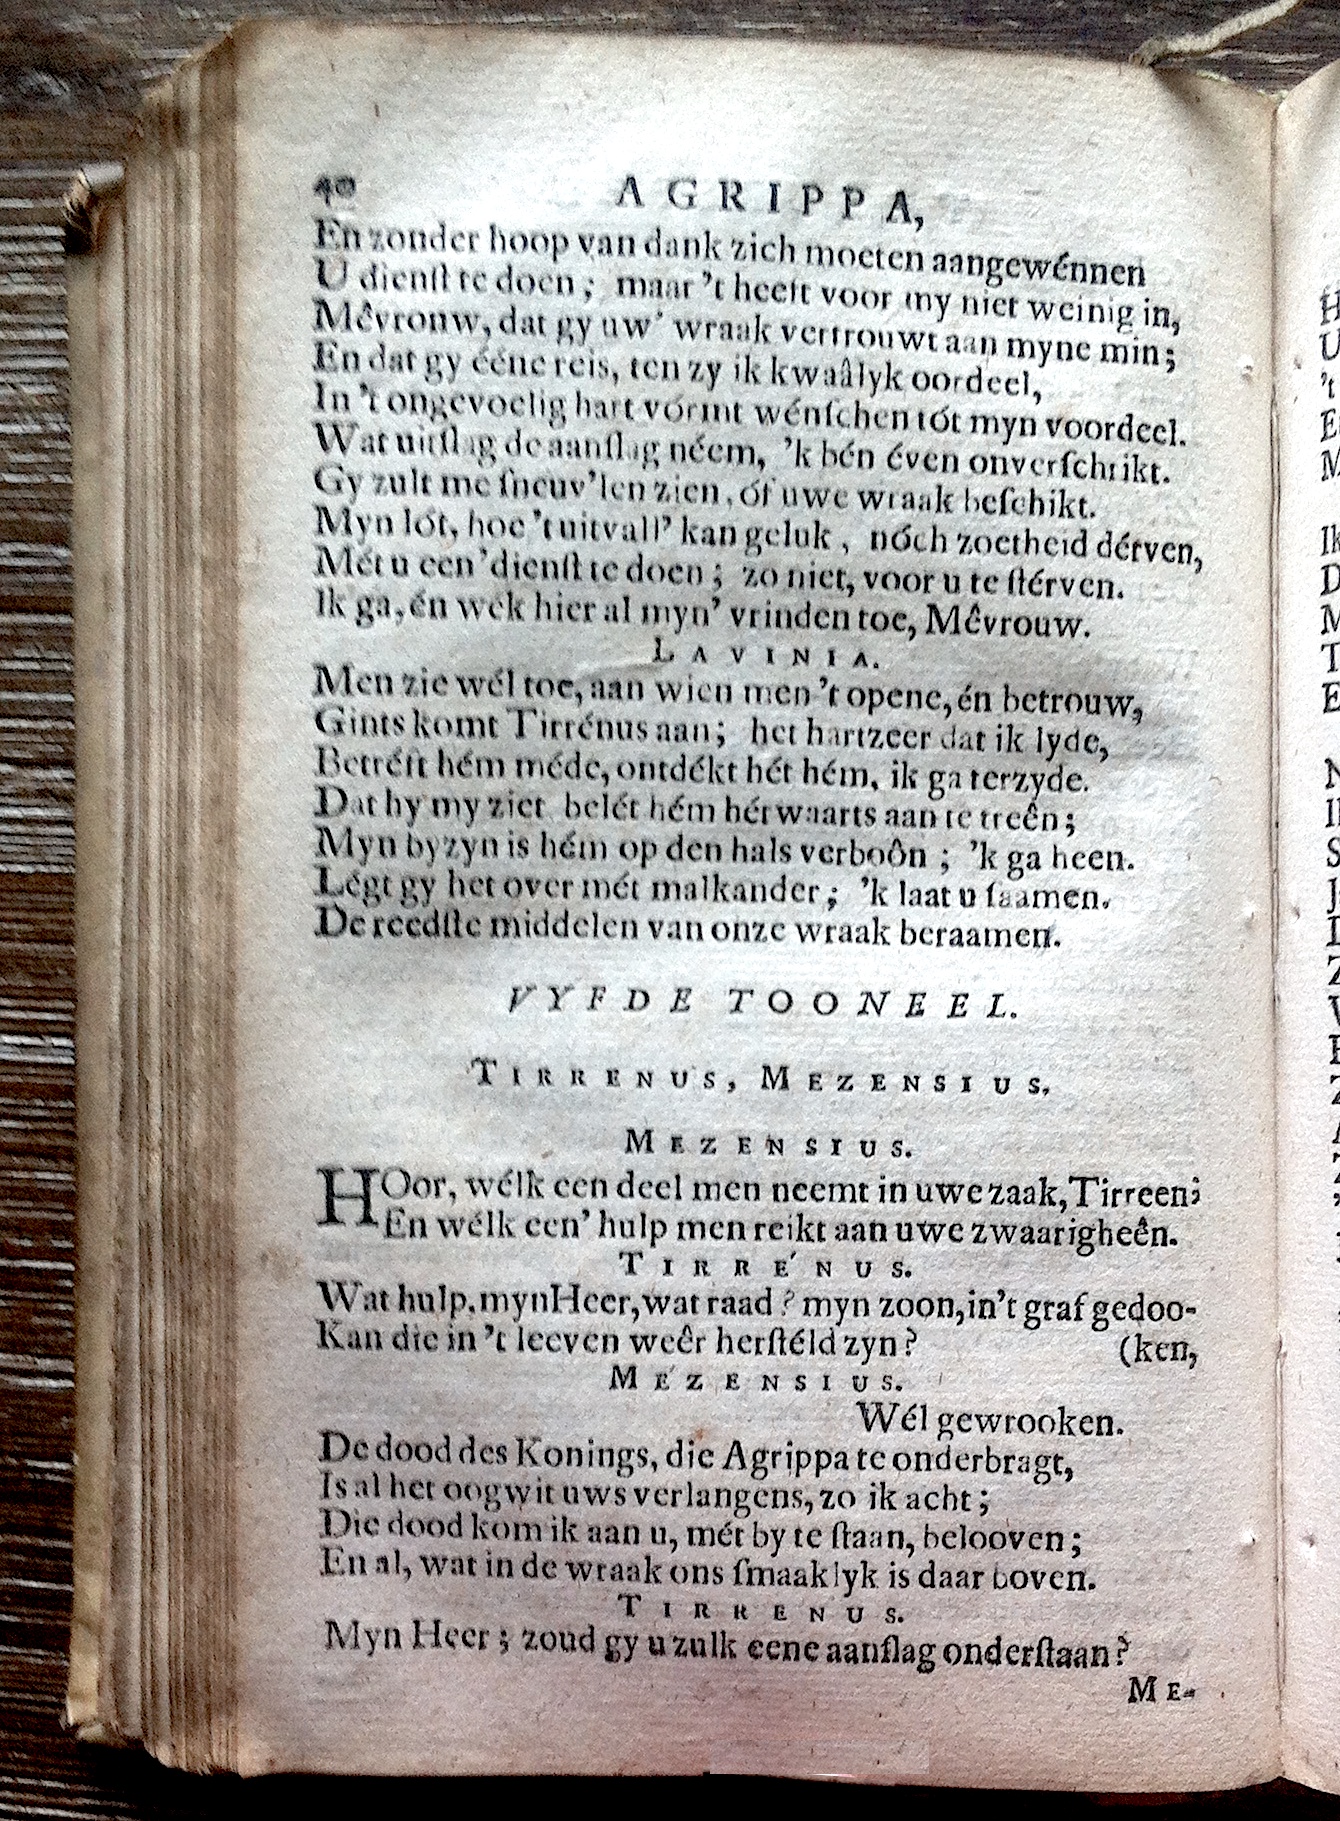 40 AGRIPPA,
En zonder hoop van dank zich moeten aangewénnen
U dienſt te doen; maar 't heeft voor my niet weinig in,
Mêvrouw, dat gy uw' wraak vertrouwt aan myne min;
En dat gy ééne reis, ten zy ik kwaâlyk oordeel,
In 't ongevoelig hart vórmt wénſchen tót myn voordeel.
Wat uitſlag de aanſlag néem, 'k bén éven onverſchrikt.
Gy zult me ſneuv'len zien, óf uwe wraak beſchikt.
Myn lót, hoe 't uitvall' kan geluk, nóch zoetheid dérven,
Mét u een' dienſt te doen; zo niet, voor u te ſtérven.
Ik ga, én wék hier al myn' vrinden toe, Mêvrouw.
LAVINIA.
Men zie wél toe, aan wien men 't opene, én betrouw,
Gints komt Tirrénus aan; het hartzeer dat ik lyde,
Betréft hém méde, ontdékt hét hém, ik ga terzyde.
Dat hy my ziet belét hém hérwaarts aan te treên;
Myn byzyn is hém op den hals verboôn; 'k ga heen.
Légt gy het over mét malkander; 'k laat u ſaamen.
De reedſte middelen van onze wraak beraamen.
VYFDE TOONEEL.
TIRRENUS, MEZENSIUS.
MEZENSIUS.
HOor, wélk een deel men neemt in uwe zaak, Tirreen;
En wélk een' hulp men reikt aan uwe zwaarigheên.
TIRRÉNUS.
Wat hulp, myn Heer, wat raad? myn zoon, in 't graf gedoo-
Kan die in 't leeven weêr herſtéld zyn? (ken,
MÉZENSIUS.
Wél gewrooken.
De dood des Konings, die Agrippa te onderbragt,
Is al het oogwit uws verlangens, zo ik acht;
Die dood kom ik aan u, mét by te ſtaan, belooven;
En al, wat in de wraak ons ſmaaklyk is daar boven.
TIRRENUS.
Myn Heer; zoud gy u zulk eene aanſlag onderſtaan?
ME-